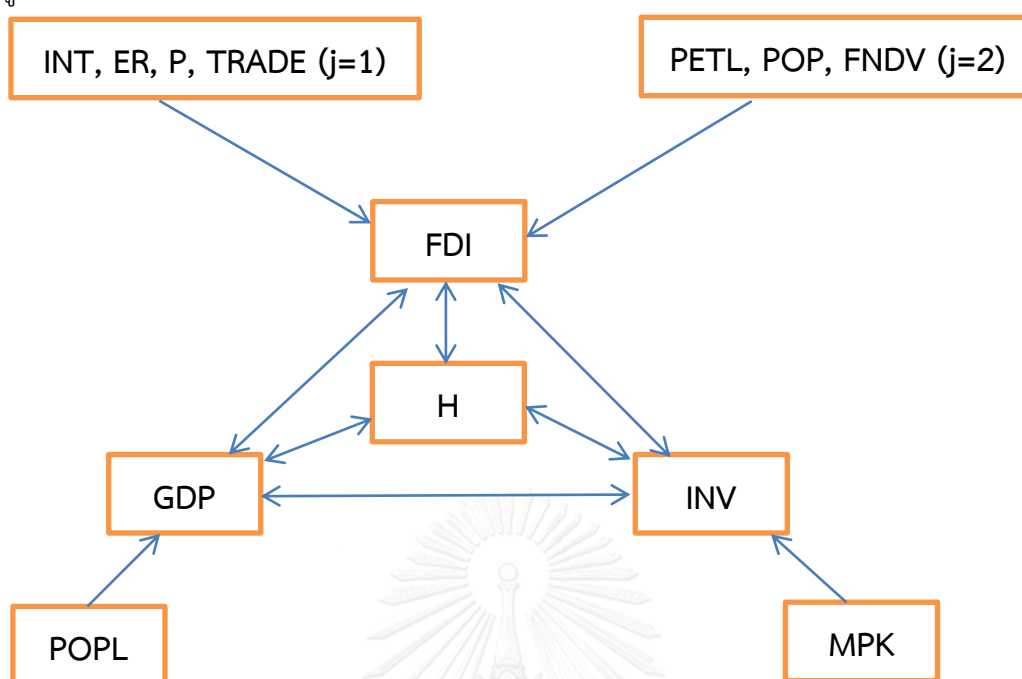 INT, ER, P, TRADE (j=1)
PETL, POP, FNDV (j=2)
FDI
H
GDP
INV
POPL
MPK